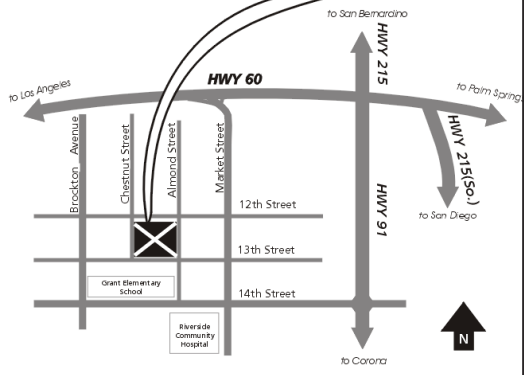 to San Bernardino
HWY 215
to Los Angeles
HWY 60
to Palm Springs
HWY 215(So.)
to San Diego
Brockton Avenue
Chestnut Street
Almond Street
Market Street
HWY 91
12th Street
13th Street
Grant Elementary
School
14th Street
Riverside
Community
Hospital
N
to Corona